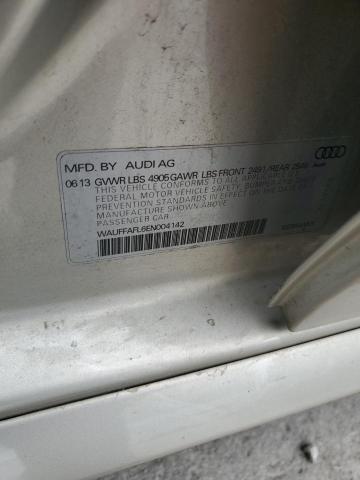 MFD. BY AUDI AG
06 13 GVWR LBS 4905 GAWR LBS FRONT 2491/REAR 2546
THIS VEHICLE CONFORMS TO ALL APPLICABLE
FEDERAL MOTOR VEHICLE SAFETY, BUMPER AND THEFT
PREVENTION STANDARDS IN EFFECT ON THE DATE OF
MANUFACTURE SHOWN ABOVE.
PASSENGER CAR
WAUFFAFL6EN004142
Audi